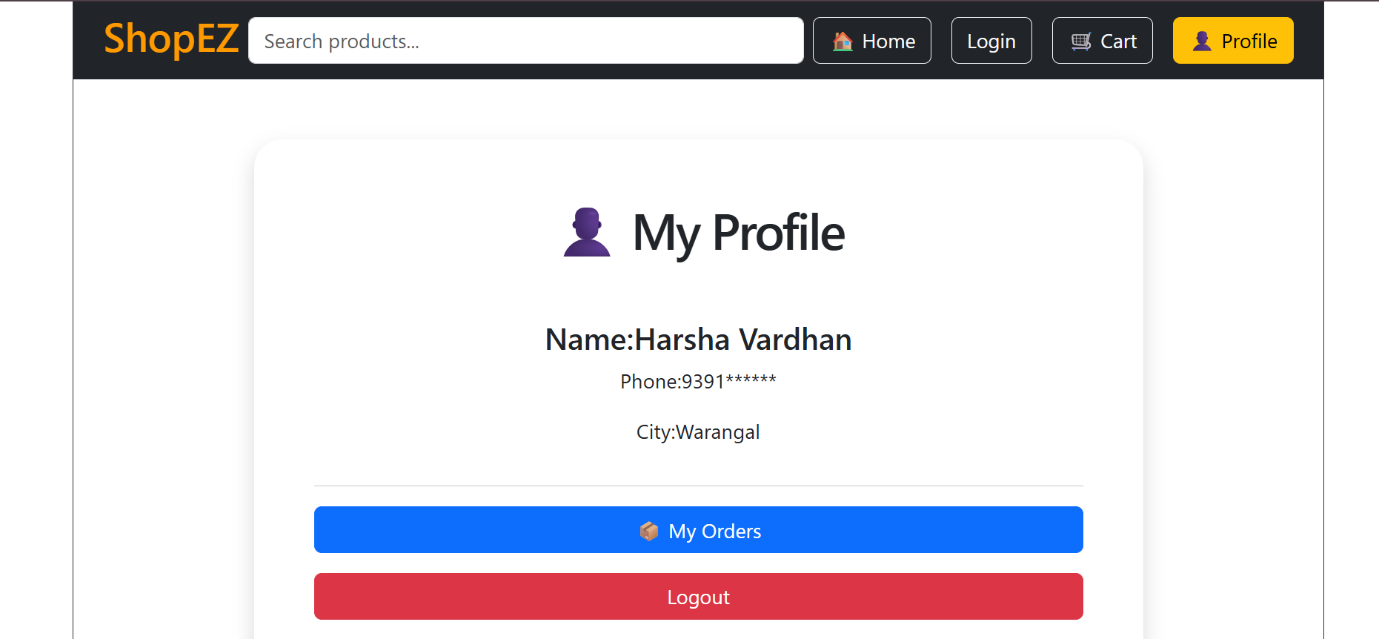 ShopEZ Search products... Home Login Cart Profile
My Profile
Name:Harsha Vardhan
Phone:9391******
City:Warangal
My Orders
Logout